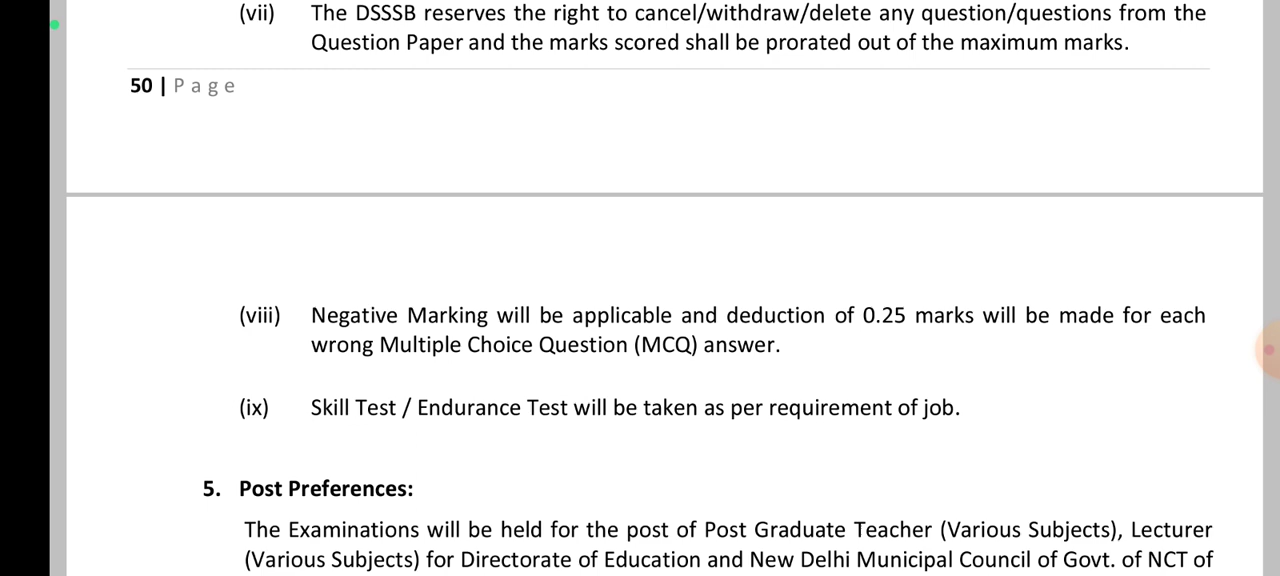 (vii) The DSSSB reserves the right to cancel/withdraw/delete any question/questions from the
Question Paper and the marks scored shall be prorated out of the maximum marks.
50 | P a g e
(viii) Negative Marking will be applicable and deduction of 0.25 marks will be made for each
wrong Multiple Choice Question (MCQ) answer.
(ix) Skill Test / Endurance Test will be taken as per requirement of job.
5. Post Preferences:
The Examinations will be held for the post of Post Graduate Teacher (Various Subjects), Lecturer
(Various Subjects) for Directorate of Education and New Delhi Municipal Council of Govt. of NCT of